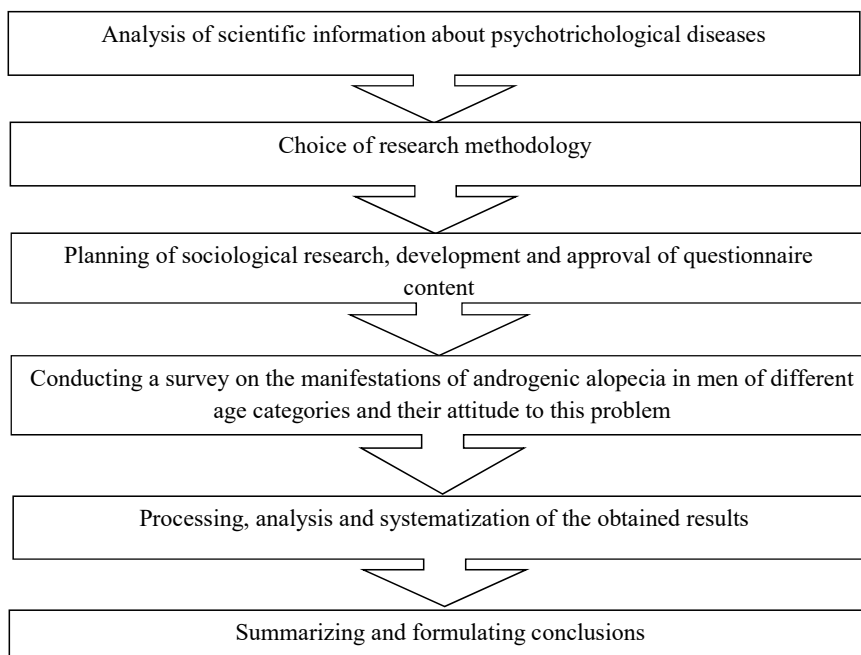 Analysis of scientific information about psychotrichological diseases
Choice of research methodology
Planning of sociological research, development and approval of questionnaire
content
Conducting a survey on the manifestations of androgenic alopecia in men of different
age categories and their attitude to this problem
Processing, analysis and systematization of the obtained results
Summarizing and formulating conclusions